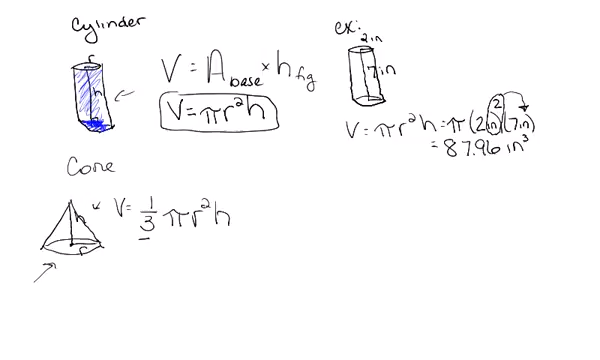 Cylinder
r
h
V = A base × h fig
V = πr²h
ex:
2in
7in
V = πr²h = π(2in)²(7in)
= 87.96 in³
Cone
h
r
V = 1/3 πr²h